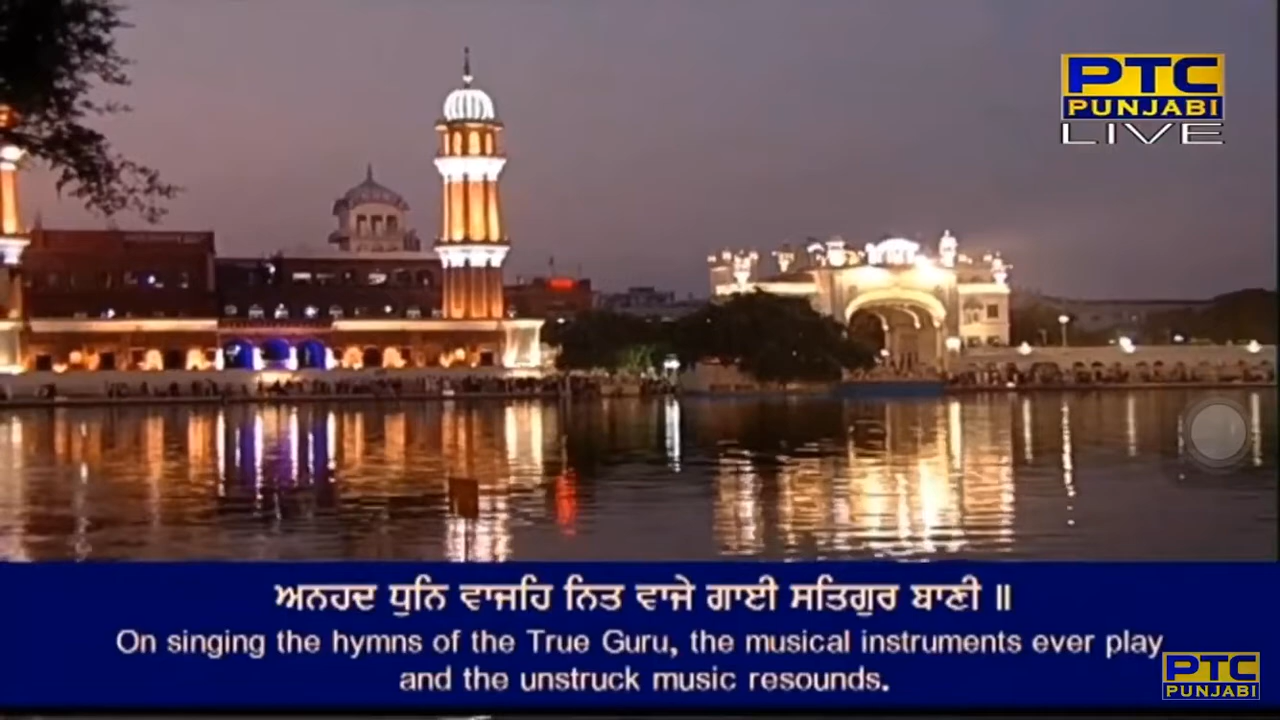 PTC
PUNJABI
LIVE
ਅਨਹਦ ਧੁਨਿ ਵਾਜਹਿ ਨਿਤ ਵਾਜੇ ਗਾਈ ਸਤਿਗੁਰ ਬਾਣੀ ॥
On singing the hymns of the True Guru, the musical instruments ever play
and the unstruck music resounds.
PTC
PUNJABI